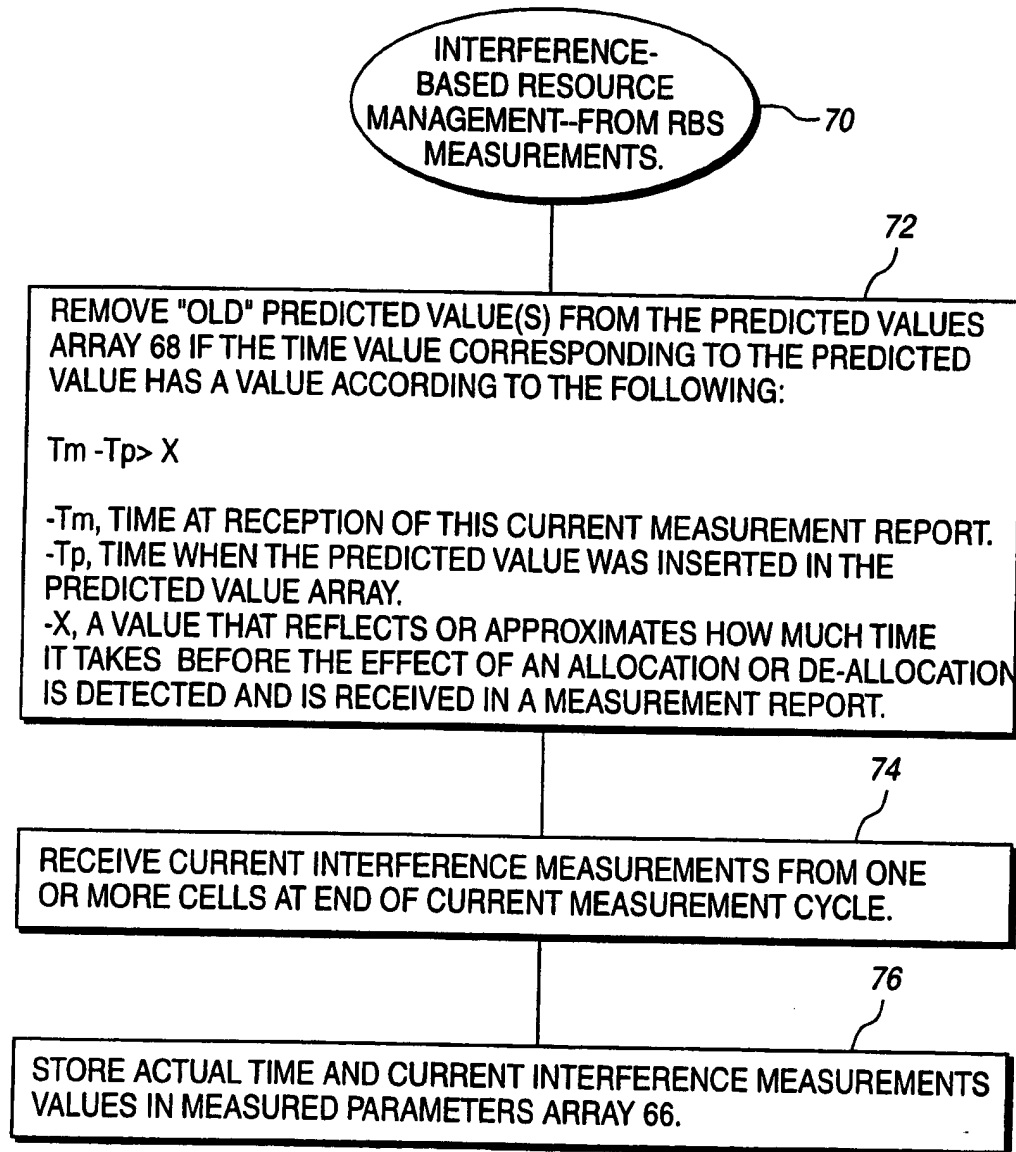 INTERFERENCE-
BASED RESOURCE
MANAGEMENT--FROM RBS
MEASUREMENTS.
70
72
REMOVE "OLD" PREDICTED VALUE(S) FROM THE PREDICTED VALUES
ARRAY 68 IF THE TIME VALUE CORRESPONDING TO THE PREDICTED
VALUE HAS A VALUE ACCORDING TO THE FOLLOWING:
Tm -Tp> X
-Tm, TIME AT RECEPTION OF THIS CURRENT MEASUREMENT REPORT.
-Tp, TIME WHEN THE PREDICTED VALUE WAS INSERTED IN THE
PREDICTED VALUE ARRAY.
-X, A VALUE THAT REFLECTS OR APPROXIMATES HOW MUCH TIME
IT TAKES BEFORE THE EFFECT OF AN ALLOCATION OR DE-ALLOCATION
IS DETECTED AND IS RECEIVED IN A MEASUREMENT REPORT.
74
RECEIVE CURRENT INTERFERENCE MEASUREMENTS FROM ONE
OR MORE CELLS AT END OF CURRENT MEASUREMENT CYCLE.
76
STORE ACTUAL TIME AND CURRENT INTERFERENCE MEASUREMENTS
VALUES IN MEASURED PARAMETERS ARRAY 66.